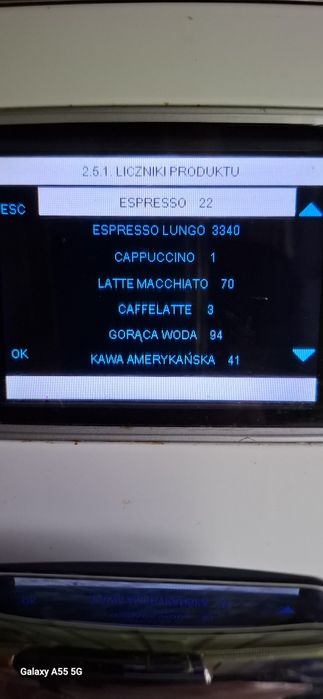 2.5.1. LICZNIKI PRODUKTU
ESC
ESPRESSO 22
ESPRESSO LUNGO 3340
CAPPUCCINO 1
LATTE MACCHIATO 70
CAFFELATTE 3
GORĄCA WODA 94
OK
KAWA AMERYKAŃSKA 41
Galaxy A55 5G